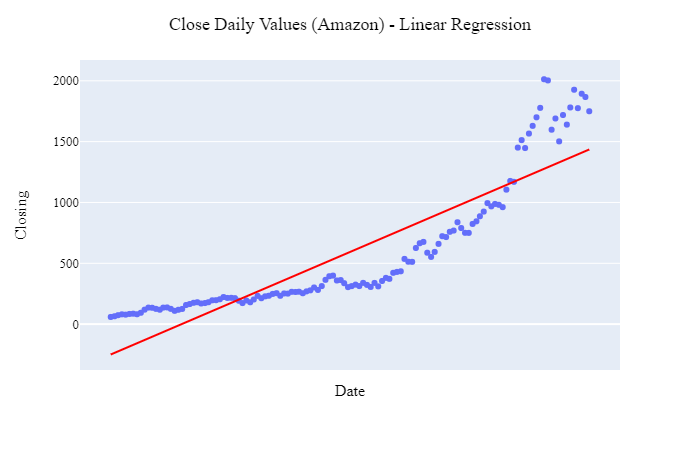 Close Daily Values (Amazon) - Linear Regression
2000
1500
1000
500
0
Closing
Date